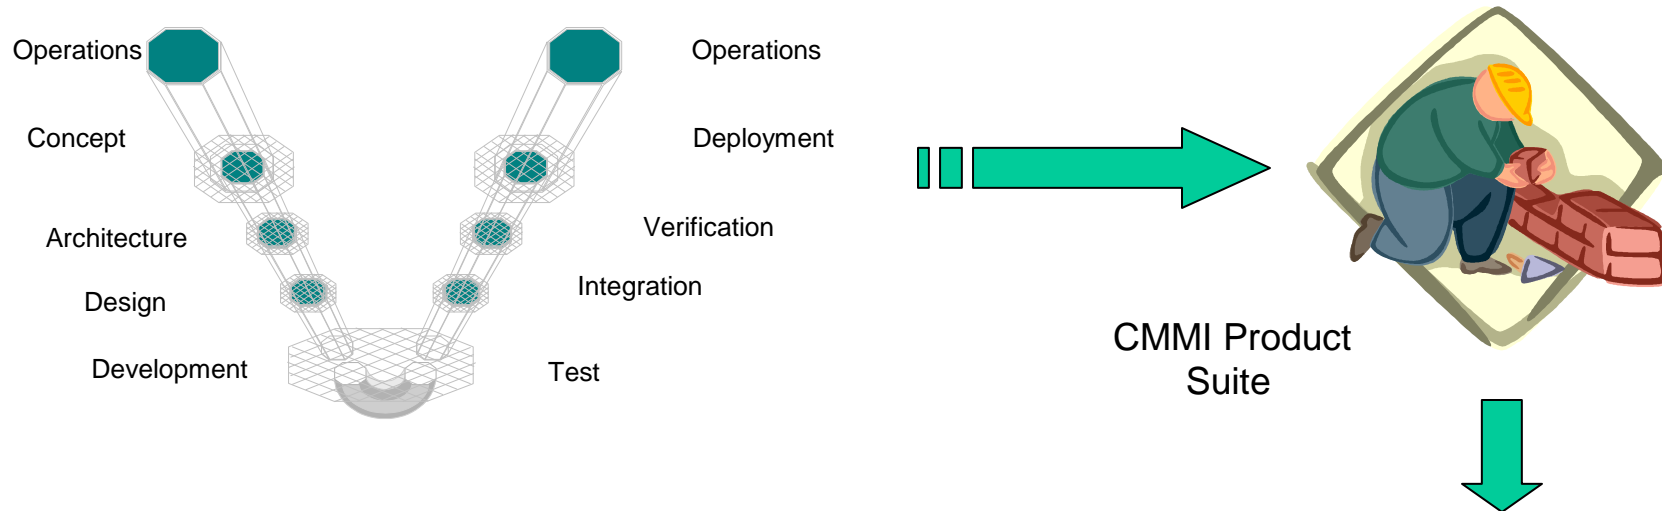 Operations
Operations
Concept
Deployment
Architecture
Verification
Design
Integration
Development
Test
CMMI Product
Suite